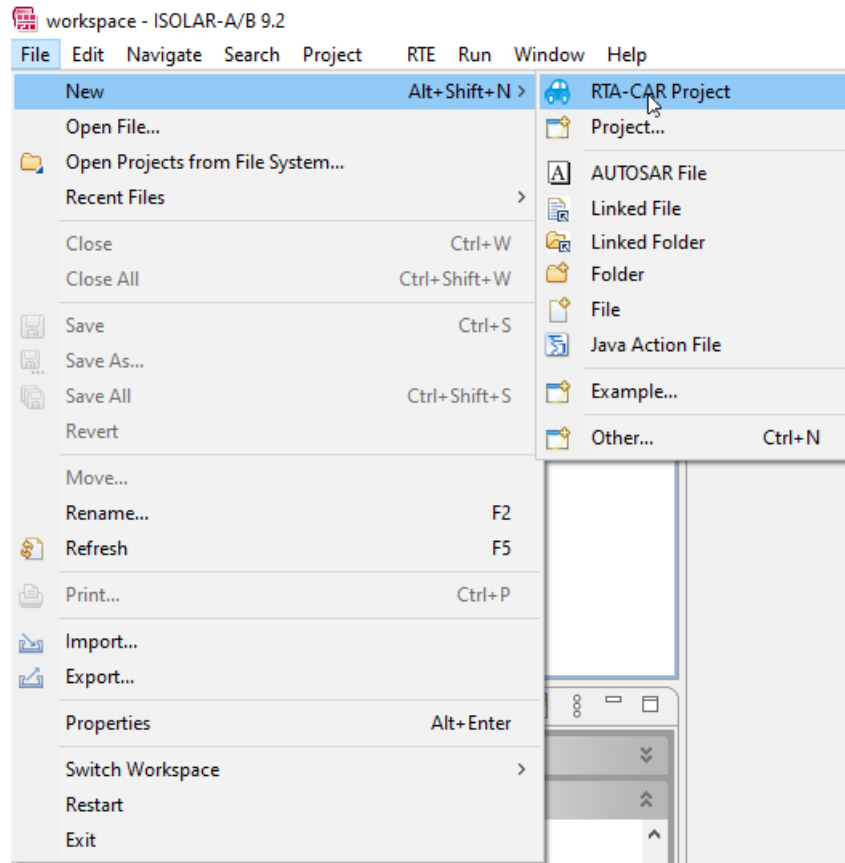 workspace - ISOLAR-A/B 9.2
File Edit Navigate Search Project RTE Run Window Help
New Alt+Shift+N >
Open File...
Open Projects from File System...
Recent Files >
Close Ctrl+W
Close All Ctrl+Shift+W
Save Ctrl+S
Save As...
Save All Ctrl+Shift+S
Revert
Move...
Rename... F2
Refresh F5
Print... Ctrl+P
Import...
Export...
Properties Alt+Enter
Switch Workspace >
Restart
Exit
RTA-CAR Project
Project...
AUTOSAR File
Linked File
Linked Folder
Folder
File
Java Action File
Example...
Other... Ctrl+N